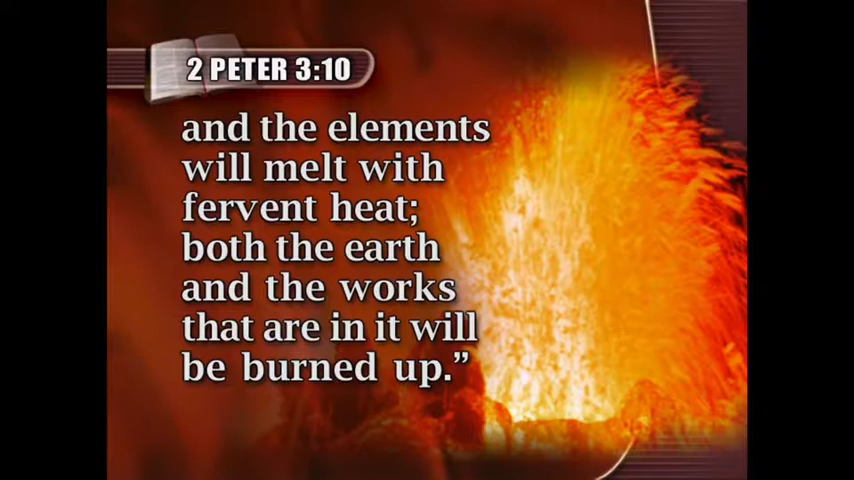 2 PETER 3:10
and the elements
will melt with
fervent heat;
both the earth
and the works
that are in it will
be burned up.”